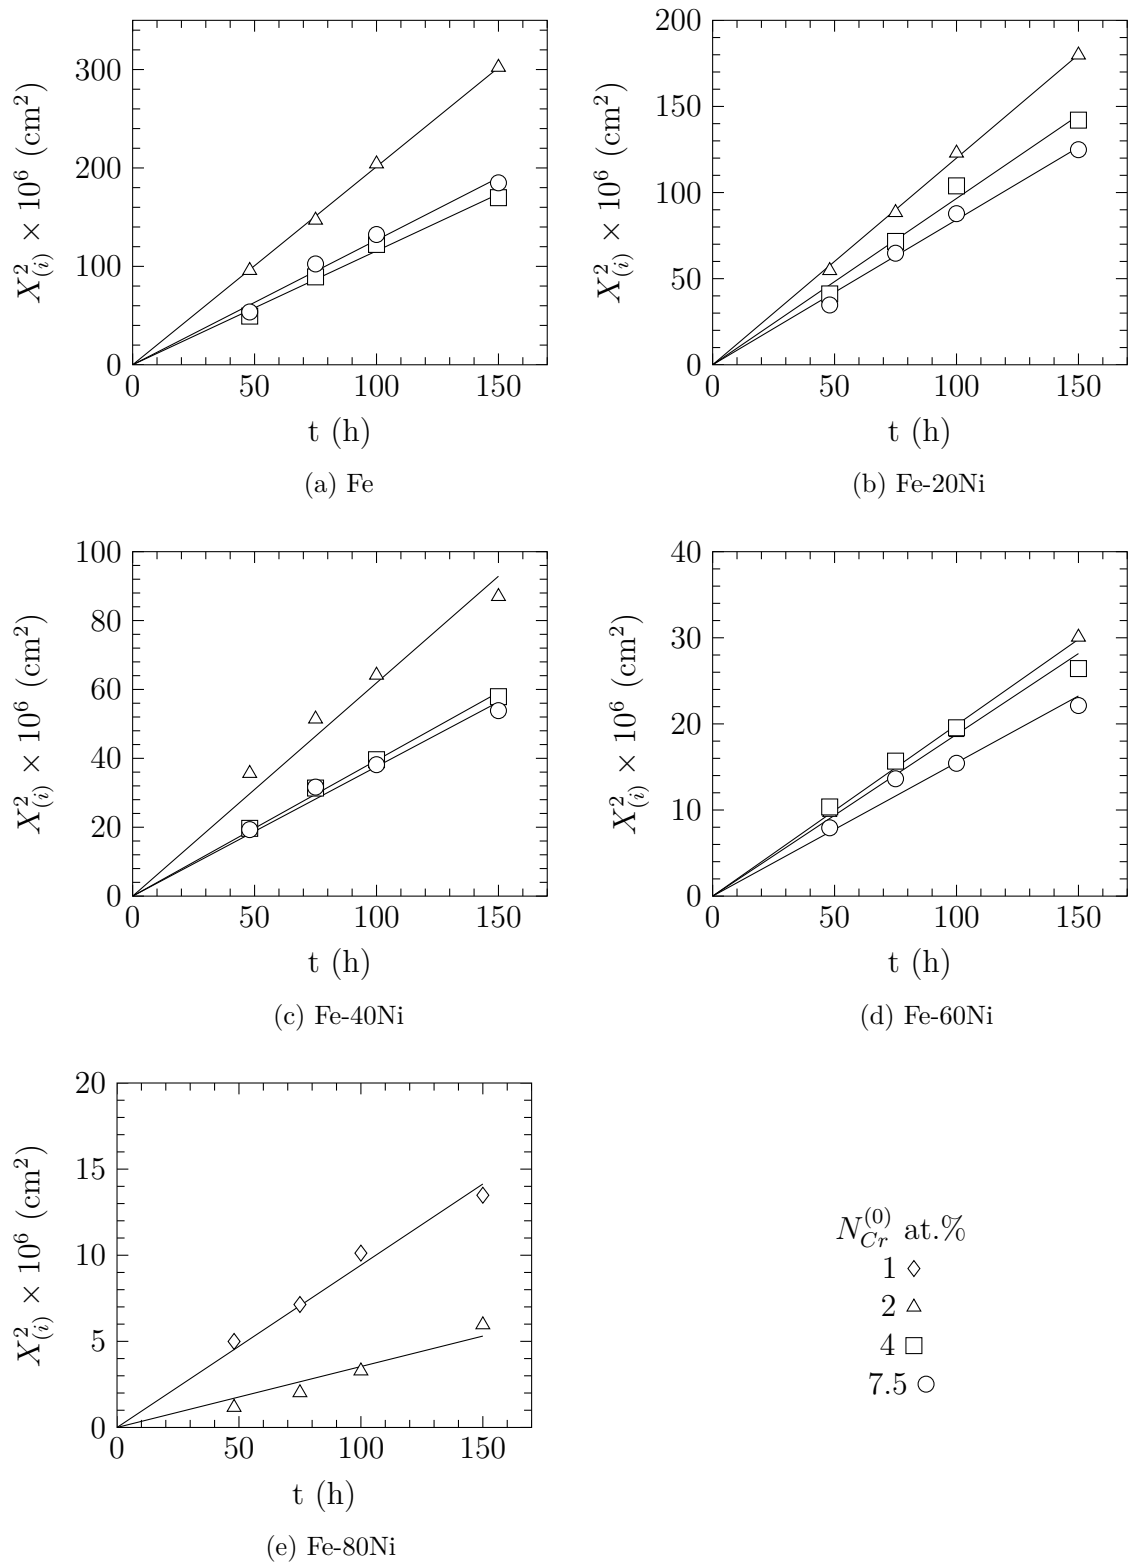 300
200
100
0
0 50 100 150
X²₍ᵢ₎ × 10⁶ (cm²)
t (h)
(a) Fe
200
150
100
50
0
0 50 100 150
X²₍ᵢ₎ × 10⁶ (cm²)
t (h)
(b) Fe-20Ni
100
80
60
40
20
0
0 50 100 150
X²₍ᵢ₎ × 10⁶ (cm²)
t (h)
(c) Fe-40Ni
40
30
20
10
0
0 50 100 150
X²₍ᵢ₎ × 10⁶ (cm²)
t (h)
(d) Fe-60Ni
20
15
10
5
0
0 50 100 150
X²₍ᵢ₎ × 10⁶ (cm²)
t (h)
(e) Fe-80Ni
N_{Cr}^{(0)} at.%
1
2
4
7.5